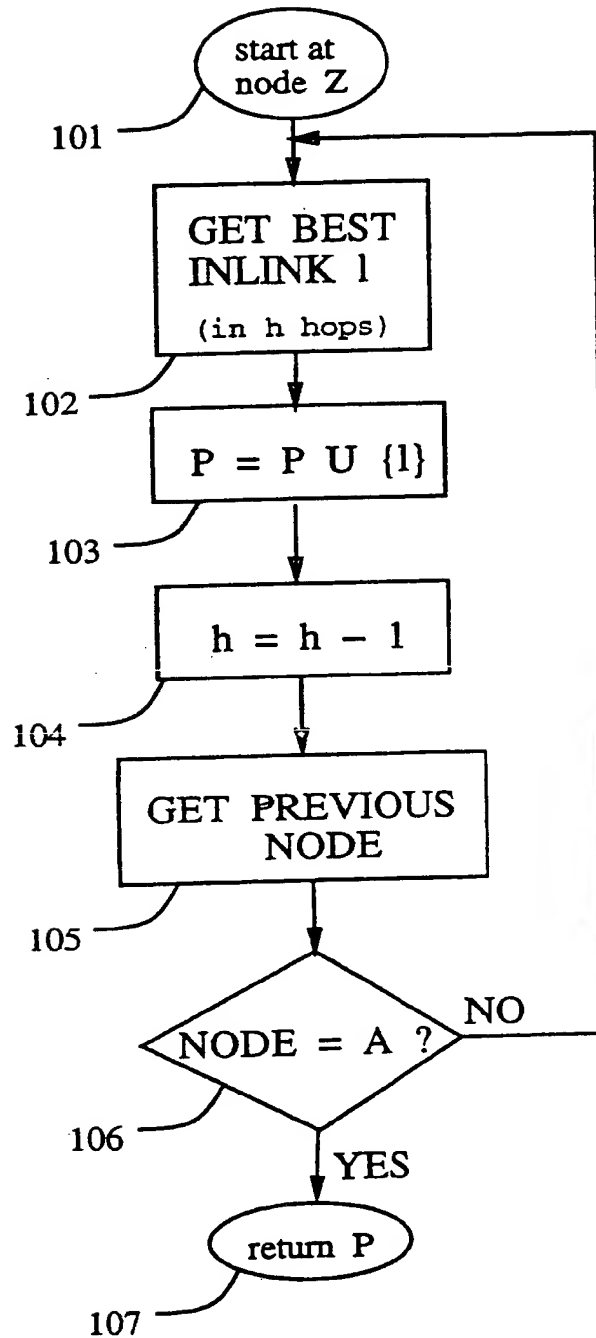 start at
node Z
101
GET BEST
INLINK l
(in h hops)
102
P = P U {l}
103
h = h - 1
104
GET PREVIOUS
NODE
105
NODE = A ?
NO
106
YES
return P
107